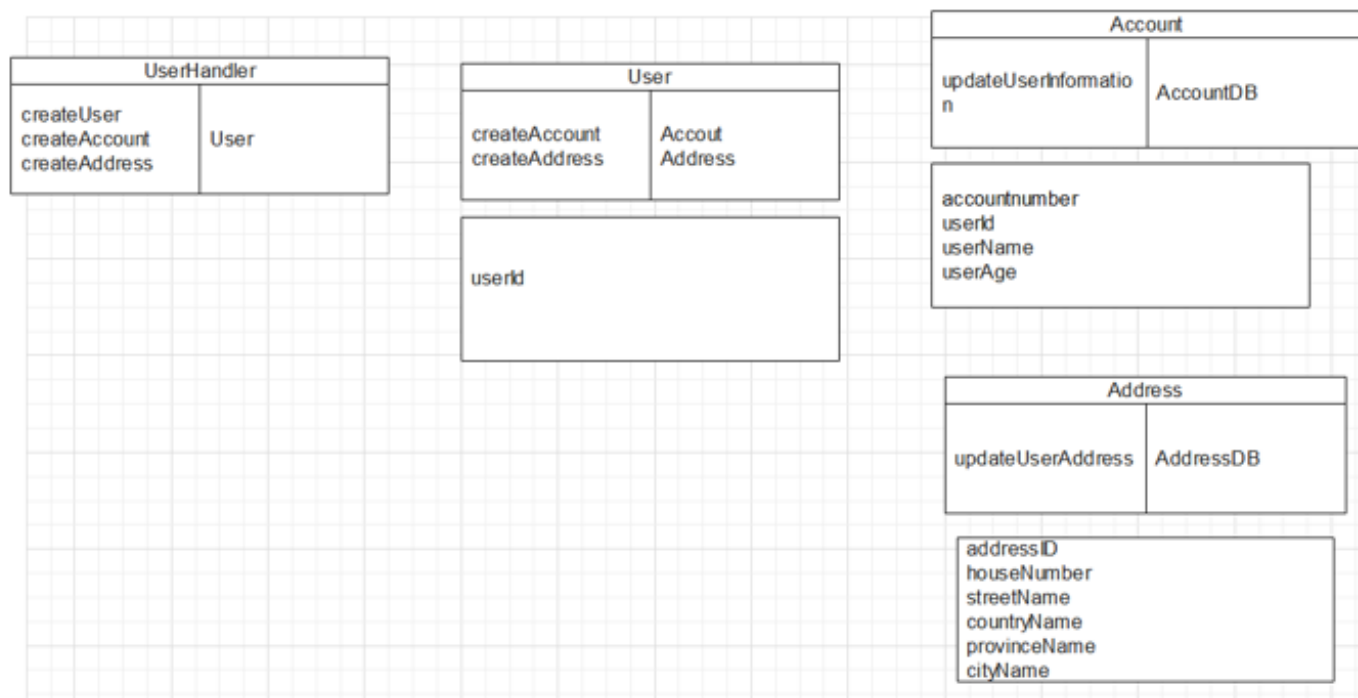 UserHandler
createUser
createAccount
createAddress
User
User
createAccount
createAddress
Accout
Address
userId
Account
updateUserInformatio
n
AccountDB
accountnumber
userId
userName
userAge
Address
updateUserAddress
AddressDB
addressID
houseNumber
streetName
countryName
provinceName
cityName